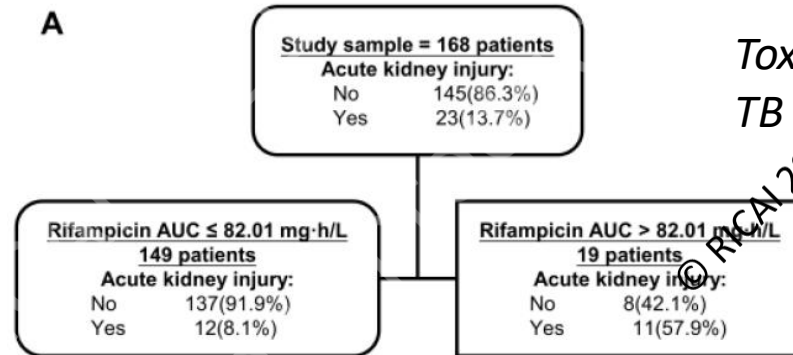 A
Study sample = 168 patients
Acute kidney injury:
No 145(86.3%)
Yes 23(13.7%)
TB
Rifampicin AUC ≤ 82.01 mg·h/L
149 patients
Acute kidney injury:
No 137(91.9%)
Yes 12(8.1%)
Rifampicin AUC > 82.01 mg·h/L
19 patients
Acute kidney injury:
No 8(42.1%)
Yes 11(57.9%)
© RICAI